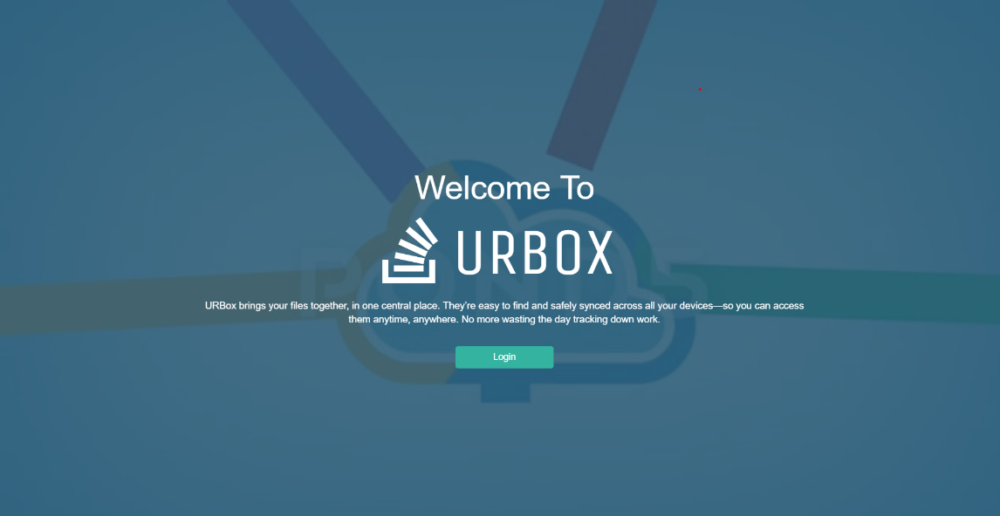 Welcome To
URBOX
URBox brings your files together, in one central place. They're easy to find and safely synced across all your devices—so you can access
them anytime, anywhere. No more wasting the day tracking down work.
Login